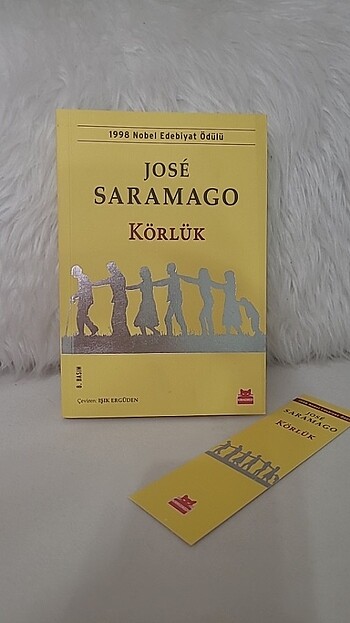 1998 Nobel Edebiyat Ödülü
JOSÉ
SARAMAGO
KÖRLÜK
8. BASIM
Çeviren: IŞIK ERGÜDEN
JOSÉ
SARAMAGO
KÖRLÜK